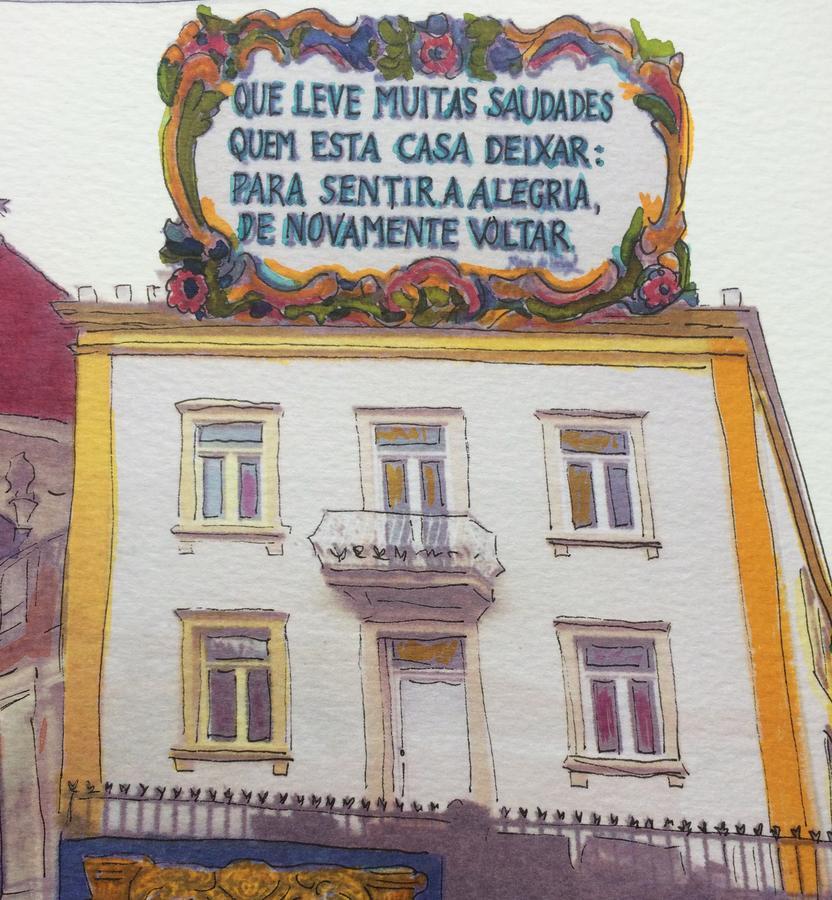 QUE LEVE MUITAS SAUDADES
QUEM ESTA CASA DEIXAR:
PARA SENTIR A ALEGRIA,
DE NOVAMENTE VOLTAR.